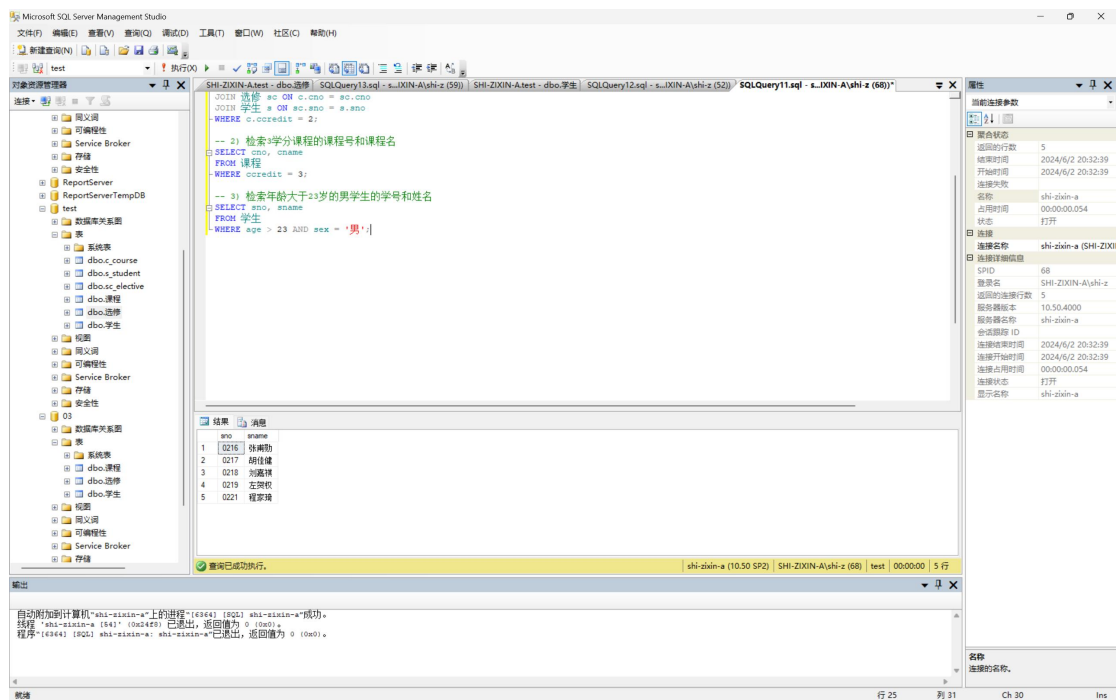 Microsoft SQL Server Management Studio
文件(F) 编辑(E) 查看(V) 查询(Q) 调试(D) 工具(T) 窗口(W) 社区(C) 帮助(H)
新建查询(N)
test 执行(X)
对象资源管理器
连接
同义词
可编程性
Service Broker
存储
安全性
ReportServer
ReportServerTempDB
test
数据库关系图
表
系统表
dbo.c_course
dbo.s_student
dbo.sc_elective
dbo.课程
dbo.选修
dbo.学生
视图
同义词
可编程性
Service Broker
存储
安全性
03
数据库关系图
表
系统表
dbo.课程
dbo.选修
dbo.学生
视图
同义词
可编程性
Service Broker
存储
SHI-ZIXIN-A.test - dbo.选修 SQLQuery13.sql - s...IXIN-A\shi-z (59)) SHI-ZIXIN-A.test - dbo.学生 SQLQuery12.sql - s...IXIN-A\shi-z (52)) SQLQuery11.sql - s...IXIN-A\shi-z (68))*
JOIN 选修 sc ON c.cno = sc.cno
JOIN 学生 s ON sc.sno = s.sno
WHERE c.ccredit = 2;
-- 2) 检索3学分课程的课程号和课程名
SELECT cno, cname
FROM 课程
WHERE ccredit = 3;
-- 3) 检索年龄大于23岁的男学生的学号和姓名
SELECT sno, sname
FROM 学生
WHERE age > 23 AND sex = '男';
结果 消息
sno sname
1 0216 张甫勤
2 0217 胡佳健
3 0218 刘嘉祺
4 0219 左贺权
5 0221 程家琦
查询已成功执行。 shi-zixin-a (10.50 SP2) SHI-ZIXIN-A\shi-z (68) test 00:00:00 5 行
属性
当前连接参数
聚合状态
返回的行数 5
结束时间 2024/6/2 20:32:39
开始时间 2024/6/2 20:32:39
连接失败
名称 shi-zixin-a
占用时间 00:00:00.054
状态 打开
连接
连接名称 shi-zixin-a (SHI-ZIXI
连接详细信息
SPID 68
登录名 SHI-ZIXIN-A\shi-z
返回的连接行数 5
服务器版本 10.50.4000
服务器名称 shi-zixin-a
会话跟踪 ID
连接结束时间 2024/6/2 20:32:39
连接开始时间 2024/6/2 20:32:39
连接占用时间 00:00:00.054
连接状态 打开
显示名称 shi-zixin-a
名称
连接的名称。
输出
自动附加到计算机"shi-zixin-a"上的进程"[6364] [SQL] shi-zixin-a"成功。
线程 'shi-zixin-a [54]' (0x24f8) 已退出，返回值为 0 (0x0)。
程序"[6364] [SQL] shi-zixin-a: shi-zixin-a"已退出，返回值为 0 (0x0)。
就绪 行 25 列 31 Ch 30 Ins